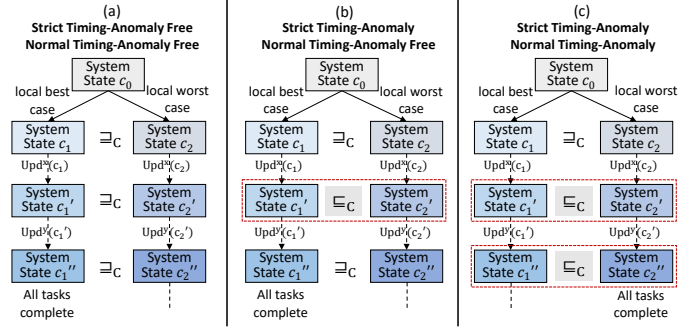 (a)
Strict Timing-Anomaly Free
Normal Timing-Anomaly Free
System
State c₀
local best
case
local worst
case
System
State c₁
⊒C
System
State c₂
Updˣ(c₁)
Updˣ(c₂)
System
State c₁′
⊒C
System
State c₂′
Updʸ(c₁′)
Updʸ(c₂′)
System
State c₁″
⊒C
System
State c₂″
All tasks
complete
(b)
Strict Timing-Anomaly
Normal Timing-Anomaly Free
System
State c₀
local best
case
local worst
case
System
State c₁
⊒C
System
State c₂
Updˣ(c₁)
Updˣ(c₂)
System
State c₁′
⊑C
System
State c₂′
Updʸ(c₁′)
Updʸ(c₂′)
System
State c₁″
⊒C
System
State c₂″
All tasks
complete
(c)
Strict Timing-Anomaly
Normal Timing-Anomaly
System
State c₀
local best
case
local worst
case
System
State c₁
⊒C
System
State c₂
Updˣ(c₁)
Updˣ(c₂)
System
State c₁′
⊑C
System
State c₂′
Updʸ(c₁′)
Updʸ(c₂′)
System
State c₁″
⊑C
System
State c₂″
All tasks
complete